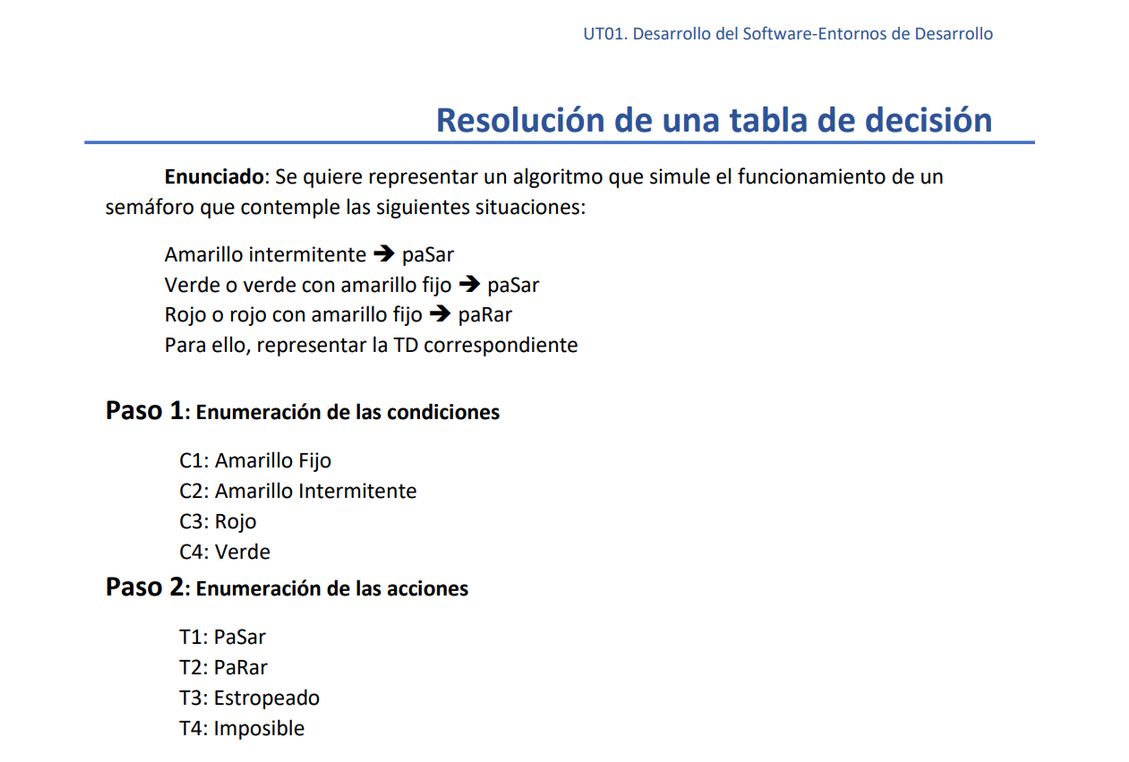 UT01. Desarrollo del Software-Entornos de Desarrollo
Resolución de una tabla de decisión
Enunciado: Se quiere representar un algoritmo que simule el funcionamiento de un
semáforo que contemple las siguientes situaciones:
Amarillo intermitente ➔ paSar
Verde o verde con amarillo fijo ➔ paSar
Rojo o rojo con amarillo fijo ➔ paRar
Para ello, representar la TD correspondiente
Paso 1: Enumeración de las condiciones
C1: Amarillo Fijo
C2: Amarillo Intermitente
C3: Rojo
C4: Verde
Paso 2: Enumeración de las acciones
T1: PaSar
T2: PaRar
T3: Estropeado
T4: Imposible